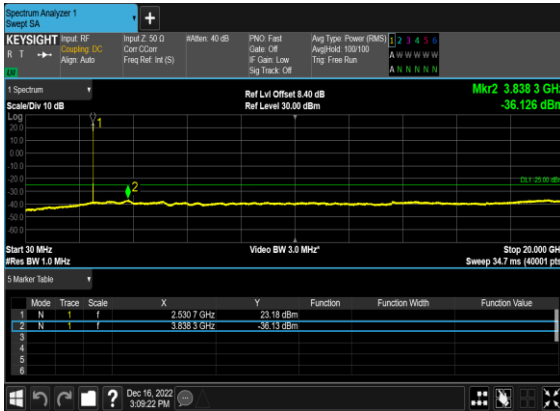 Spectrum Analyzer 1
Swept SA
KEYSIGHT
R T
Input: RF
Coupling: DC
Align: Auto
Input Z: 50 Ω
Corr CCorr
Freq Ref: Int (S)
#Atten: 40 dB
PNO: Fast
Gate: Off
IF Gain: Low
Sig Track: Off
Avg Type: Power (RMS)
Avg|Hold: 100/100
Trig: Free Run
1 2 3 4 5 6
A W W W W W
A N N N N N
1 Spectrum
Scale/Div 10 dB
Ref Lvl Offset 8.40 dB
Ref Level 30.00 dBm
Mkr2 3.838 3 GHz
-36.126 dBm
Log
20.0
10.0
0.00
-10.0
-20.0
-30.0
-40.0
-50.0
-60.0
1
2
DL1 -25.00 dBm
Start 30 MHz
#Res BW 1.0 MHz
Video BW 3.0 MHz*
Stop 20.000 GHz
Sweep 34.7 ms (40001 pts)
5 Marker Table
Mode Trace Scale X Y Function Function Width Function Value
1 N 1 f 2.530 7 GHz 23.18 dBm
2 N 1 f 3.838 3 GHz -36.13 dBm
3
4
5
6
Dec 16, 2022
3:09:22 PM